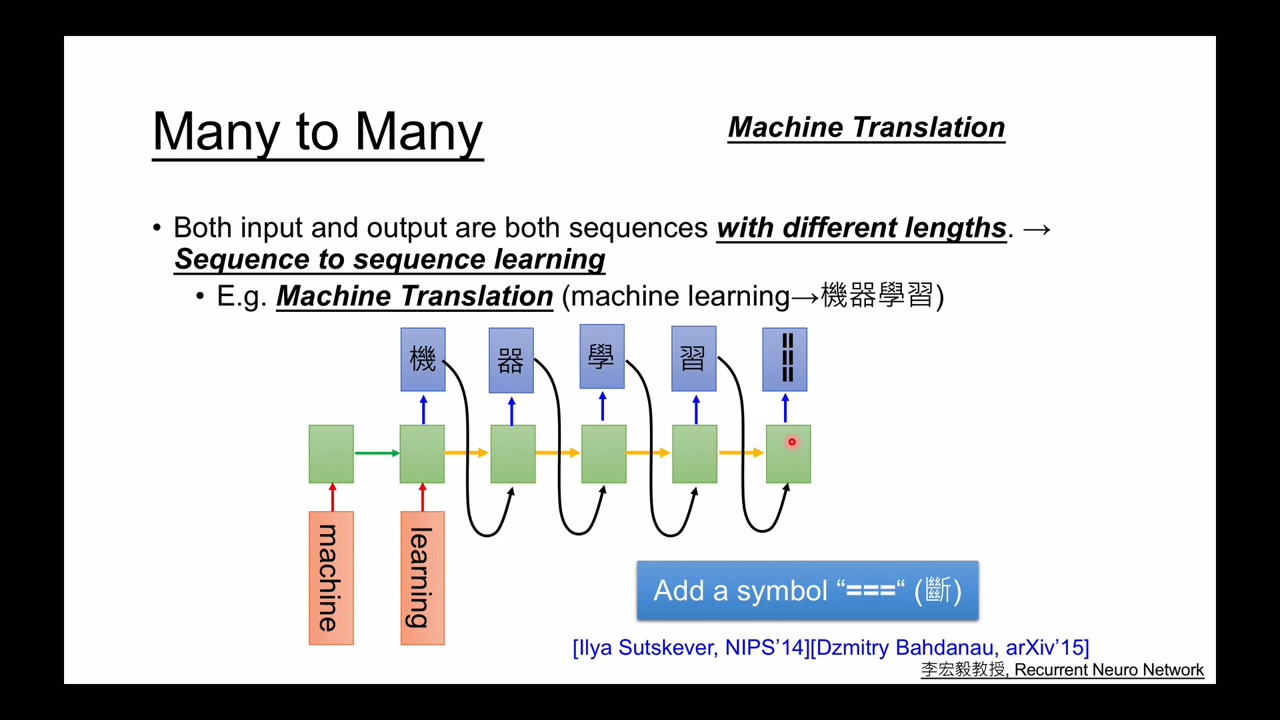 Many to Many
Machine Translation
• Both input and output are both sequences with different lengths. →
Sequence to sequence learning
• E.g. Machine Translation (machine learning→機器學習)
機
器
學
習
===
machine
learning
Add a symbol “===“ (斷)
[Ilya Sutskever, NIPS’14][Dzmitry Bahdanau, arXiv’15]
李宏毅教授, Recurrent Neuro Network